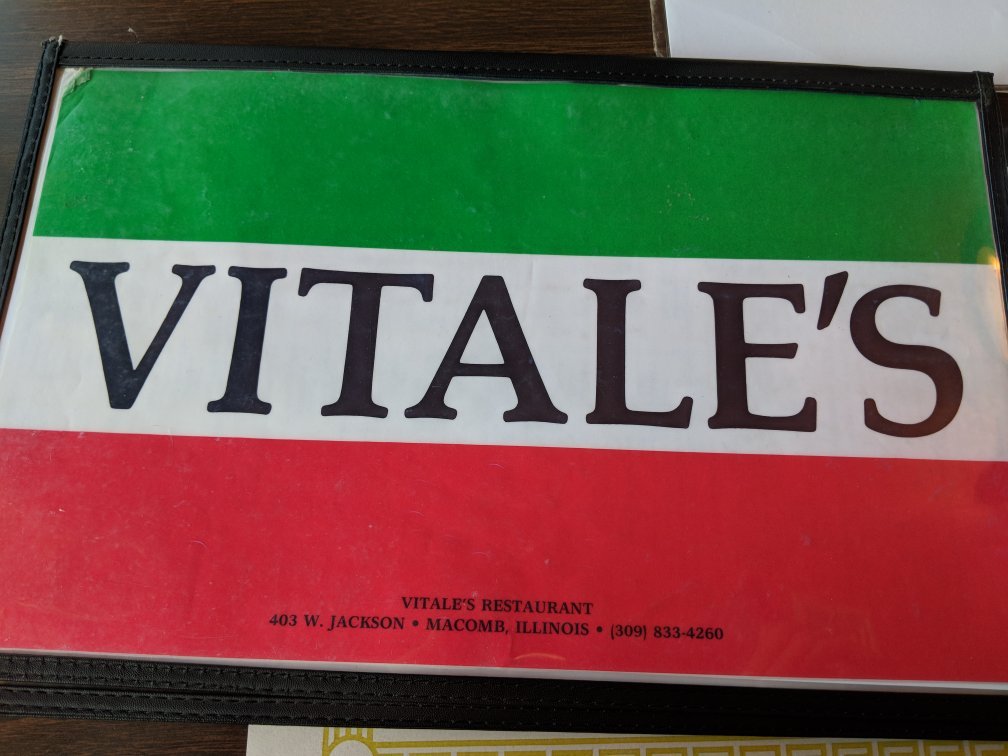 VITALE'S
VITALE'S RESTAURANT
403 W. JACKSON • MACOMB, ILLINOIS • (309) 833-4260